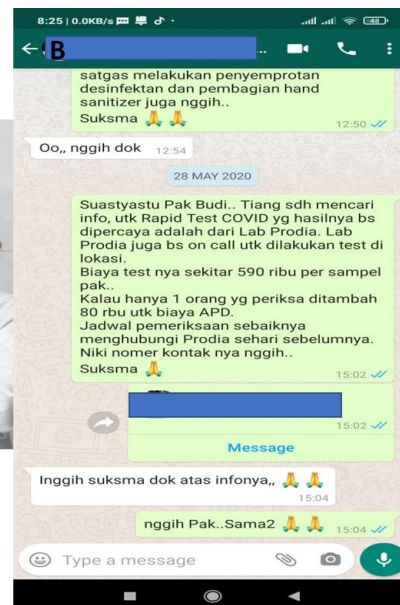 8:25 | 0.0KB/s
48
B
...
satgas melakukan penyemprotan
desinfektan dan pembagian hand
sanitizer juga nggih..
Suksma 🙏 🙏
12:50
Oo,, nggih dok 12:54
28 MAY 2020
Suastyastu Pak Budi.. Tiang sdh mencari
info, utk Rapid Test COVID yg hasilnya bs
dipercaya adalah dari Lab Prodia. Lab
Prodia juga bs on call utk dilakukan test di
lokasi.
Biaya test nya sekitar 590 ribu per sampel
pak..
Kalau hanya 1 orang yg periksa ditambah
80 rbu utk biaya APD.
Jadwal pemeriksaan sebaiknya
menghubungi Prodia sehari sebelumnya.
Niki nomer kontak nya nggih..
Suksma 🙏
15:02
15:02
Message
Inggih suksma dok atas infonya,, 🙏 🙏
15:04
nggih Pak..Sama2 🙏 🙏 15:04
Type a message